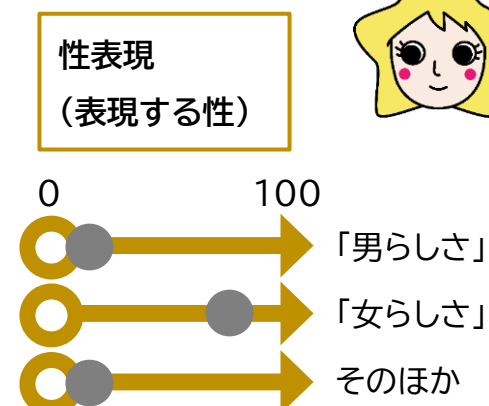 性表現
（表現する性）
0 100
「男らしさ」
「女らしさ」
そのほか